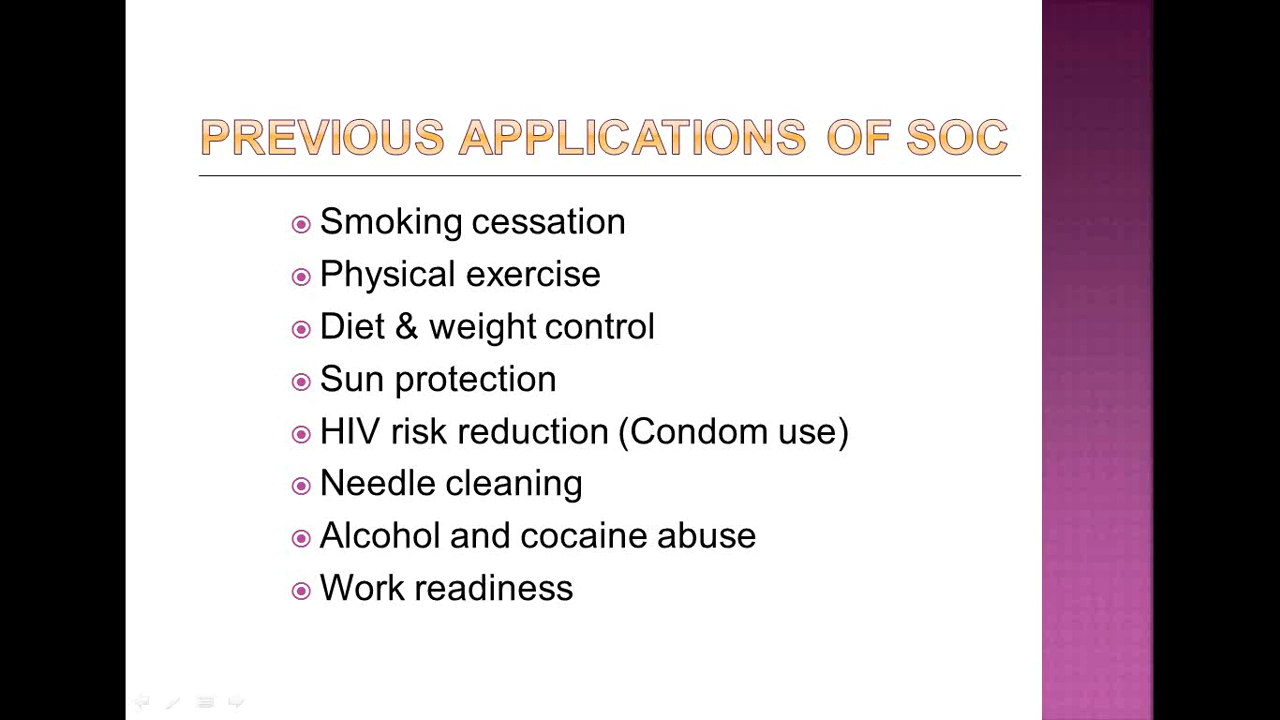 PREVIOUS APPLICATIONS OF SOC
Smoking cessation
Physical exercise
Diet & weight control
Sun protection
HIV risk reduction (Condom use)
Needle cleaning
Alcohol and cocaine abuse
Work readiness